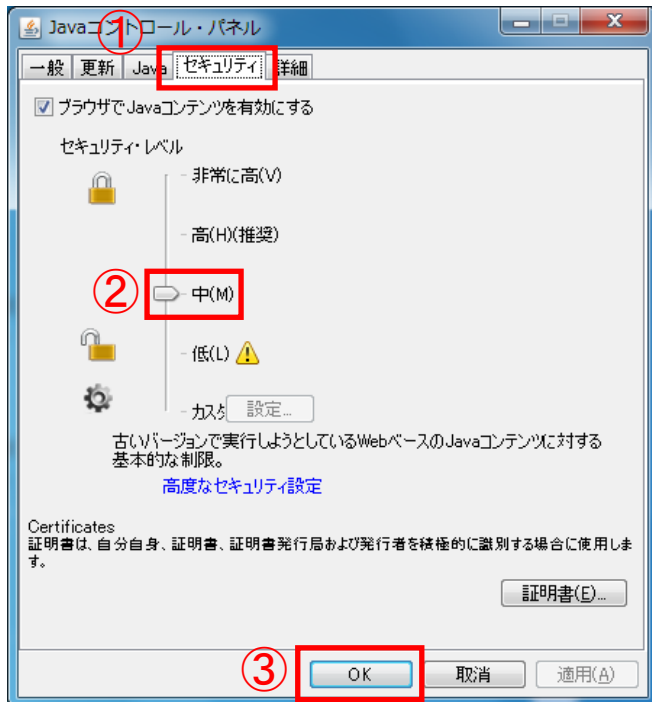 Javaコントロール・パネル
①
一般 更新 Java セキュリティ 詳細
ブラウザでJavaコンテンツを有効にする
セキュリティ・レベル
非常に高(V)
高(H)(推奨)
② 中(M)
低(L)
カスタ 設定...
古いバージョンで実行しようとしているWebベースのJavaコンテンツに対する
基本的な制限。
高度なセキュリティ設定
Certificates
証明書は、自分自身、証明書、証明書発行局および発行者を積極的に識別する場合に使用しま
す。
証明書(E)...
③ OK 取消 適用(A)